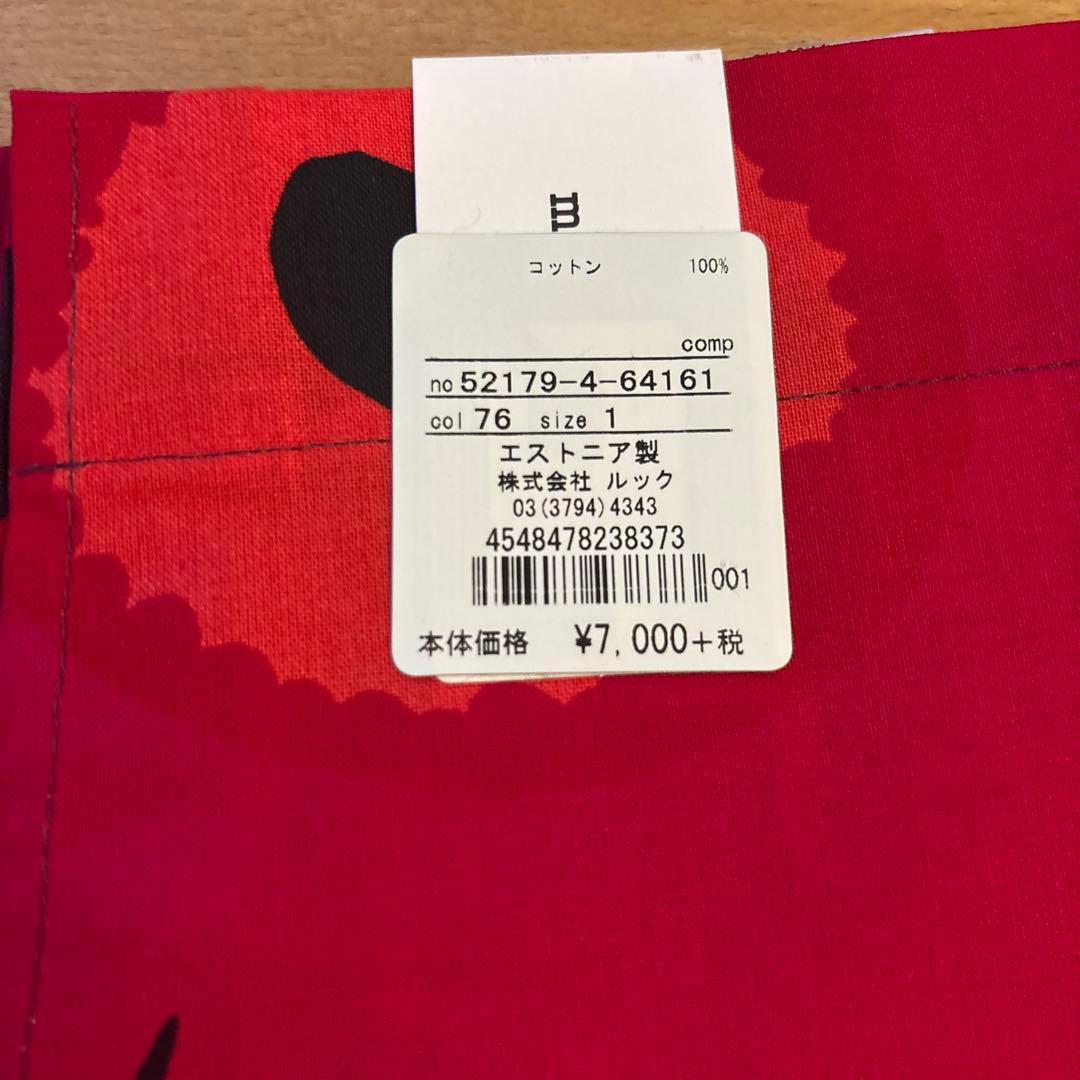 m
コットン 100%
comp
no 52179-4-64161
col 76 size 1
エストニア製
株式会社 ルック
03(3794)4343
4548478238373
001
本体価格 ¥7,000+税